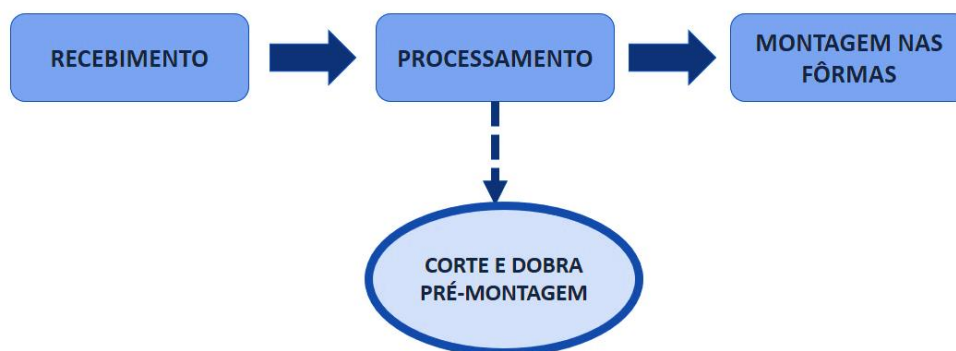 RECEBIMENTO
PROCESSAMENTO
MONTAGEM NAS
FÔRMAS
CORTE E DOBRA
PRÉ-MONTAGEM